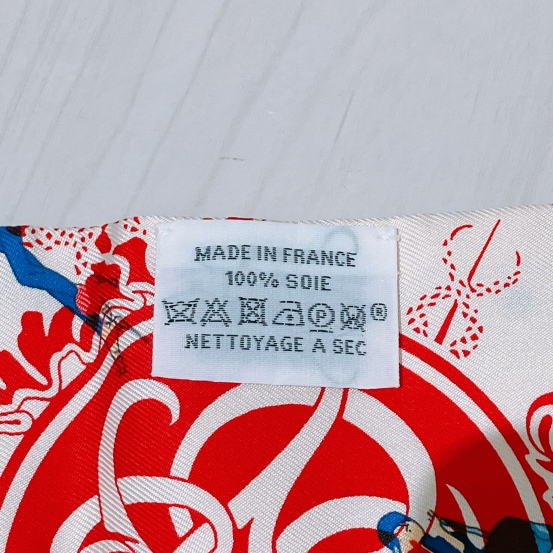 MADE IN FRANCE
100% SOIE
P ®
NETTOYAGE A SEC